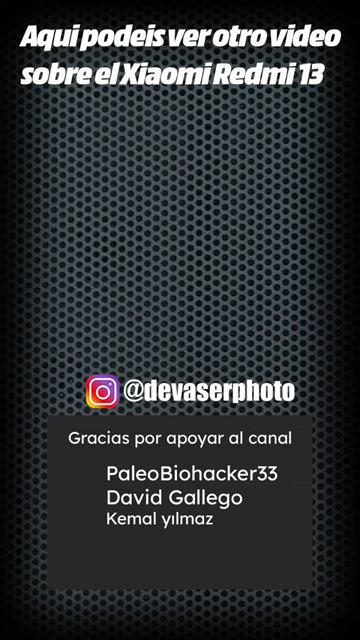 Aqui podeis ver otro video
sobre el Xiaomi Redmi 13
@devaserphoto
Gracias por apoyar al canal
PaleoBiohacker33
David Gallego
Kemal yılmaz